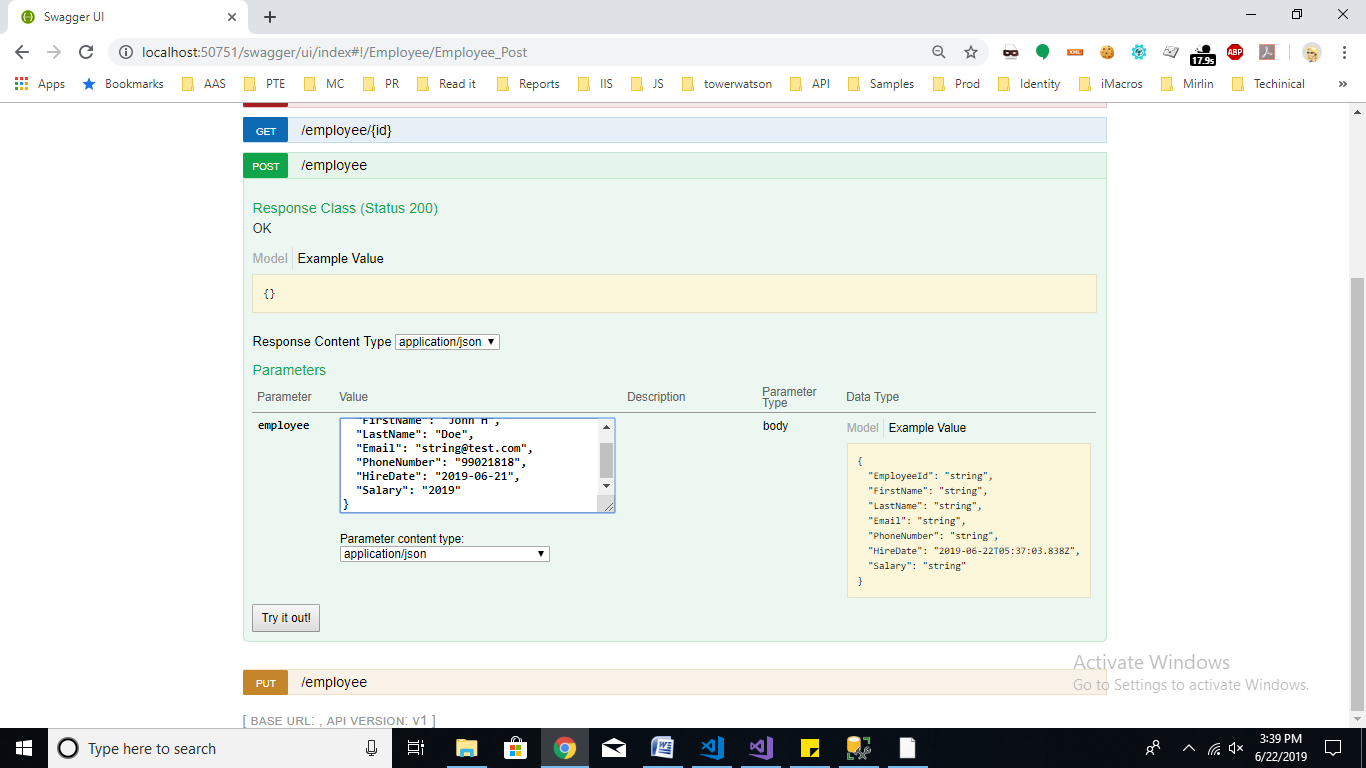 Swagger UI
localhost:50751/swagger/ui/index#!/Employee/Employee_Post
XML
17.9s
ABP
Apps Bookmarks AAS PTE MC PR Read it Reports IIS JS towerwatson API Samples Prod Identity iMacros Mirlin Techinical »
GET /employee/{id}
POST /employee
Response Class (Status 200)
OK
Model Example Value
{}
Response Content Type application/json
Parameters
Parameter Value Description Parameter Type Data Type
employee
"FirstName": "John H",
"LastName": "Doe",
"Email": "string@test.com",
"PhoneNumber": "99021818",
"HireDate": "2019-06-21",
"Salary": "2019"
}
Parameter content type:
application/json
body
Model Example Value
{
"EmployeeId": "string",
"FirstName": "string",
"LastName": "string",
"Email": "string",
"PhoneNumber": "string",
"HireDate": "2019-06-22T05:37:03.838Z",
"Salary": "string"
}
Try it out!
PUT /employee
[ BASE URL: , API VERSION: V1 ]
Activate Windows
Go to Settings to activate Windows.
Type here to search
3:39 PM
6/22/2019